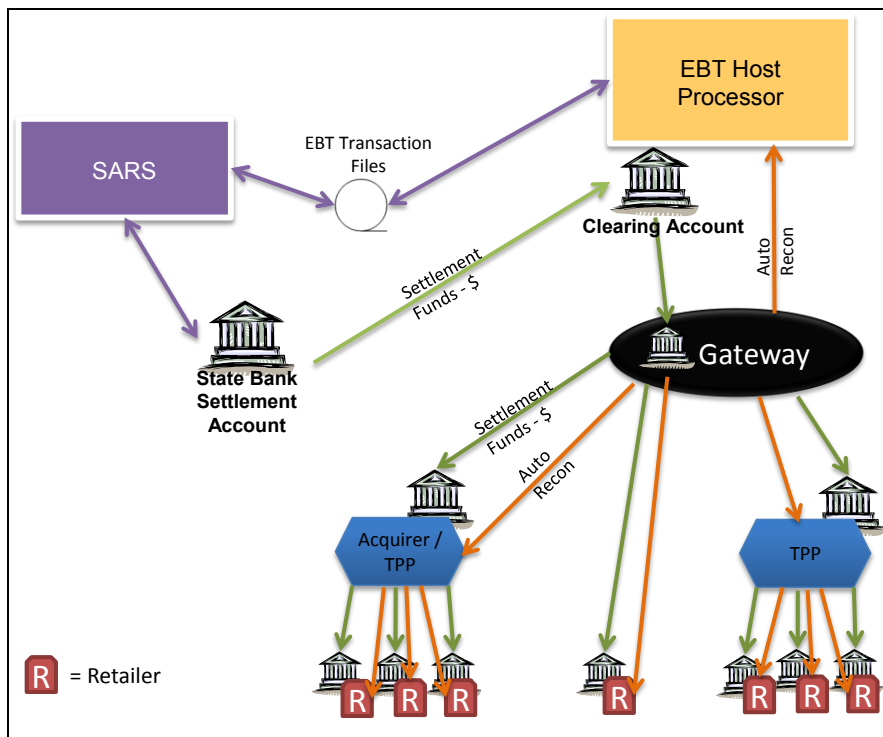 EBT Host
Processor
SARS
EBT Transaction
Files
Clearing Account
Settlement
Funds - $
Auto
Recon
State Bank
Settlement
Account
Gateway
Settlement
Funds - $
Auto
Recon
Acquirer /
TPP
TPP
R = Retailer
R
R
R
R
R
R
R